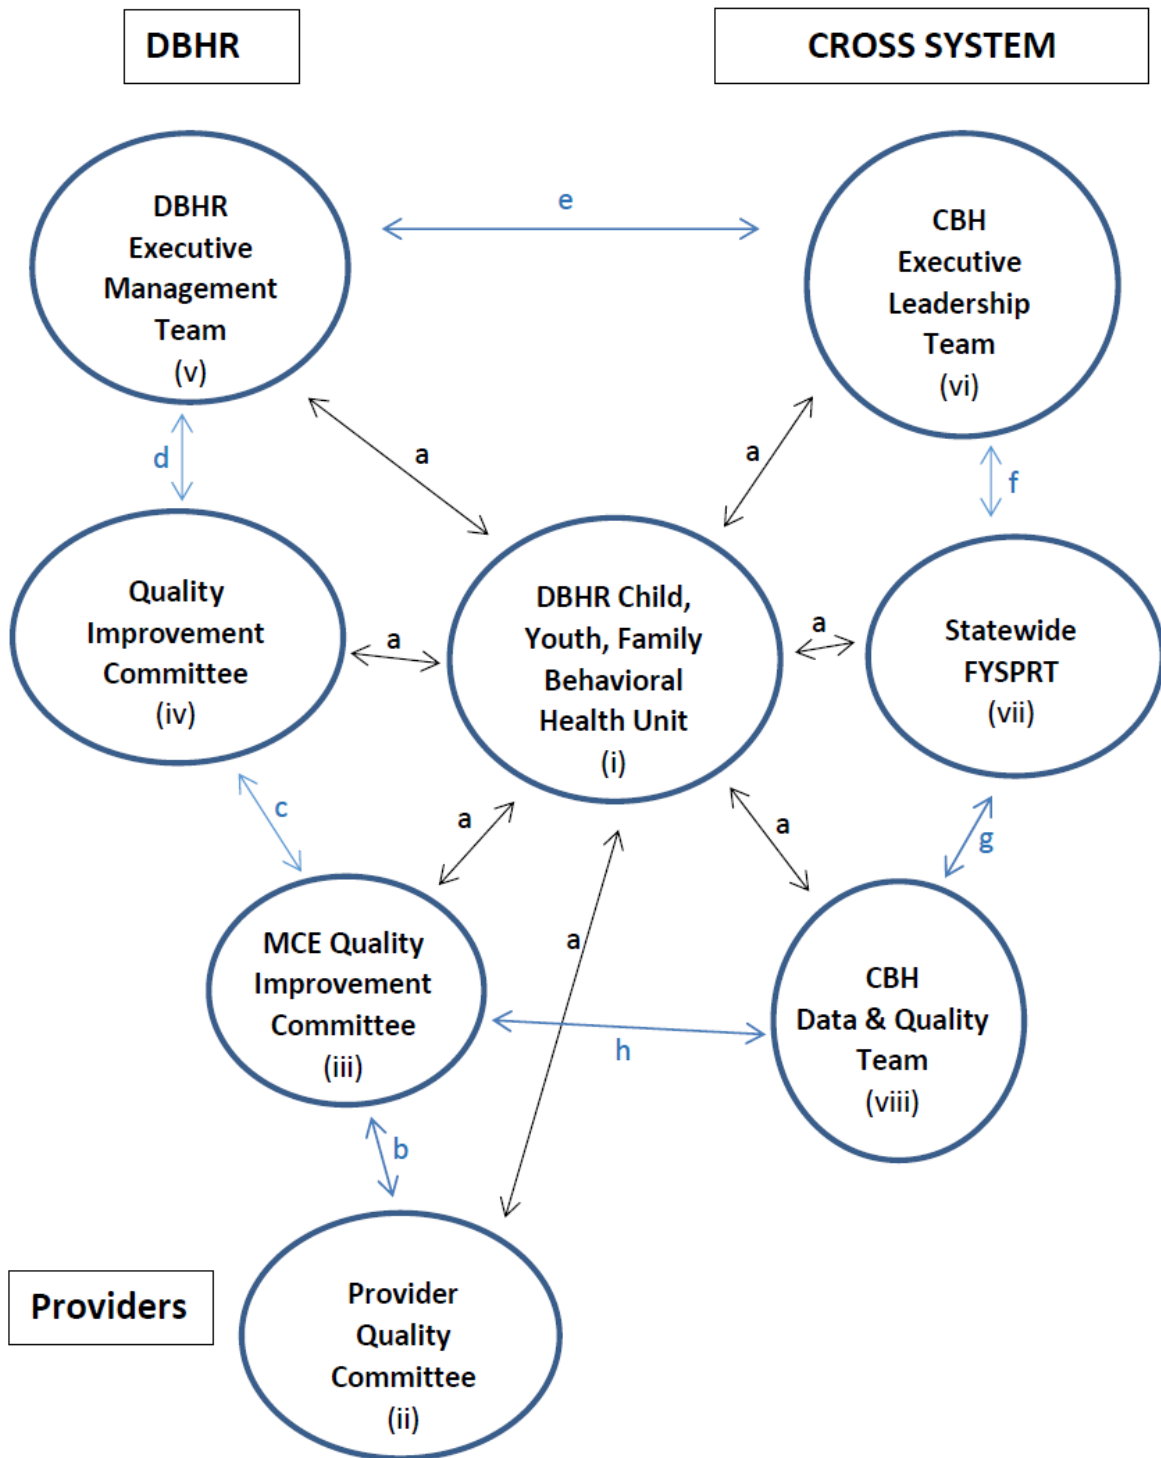 DBHR
CROSS SYSTEM
DBHR
Executive
Management
Team
(v)
e
CBH
Executive
Leadership
Team
(vi)
d
a
a
f
Quality
Improvement
Committee
(iv)
a
DBHR Child,
Youth, Family
Behavioral
Health Unit
(i)
a
Statewide
FYSPRT
(vii)
c
a
a
g
MCE Quality
Improvement
Committee
(iii)
a
h
CBH
Data & Quality
Team
(viii)
b
Providers
Provider
Quality
Committee
(ii)